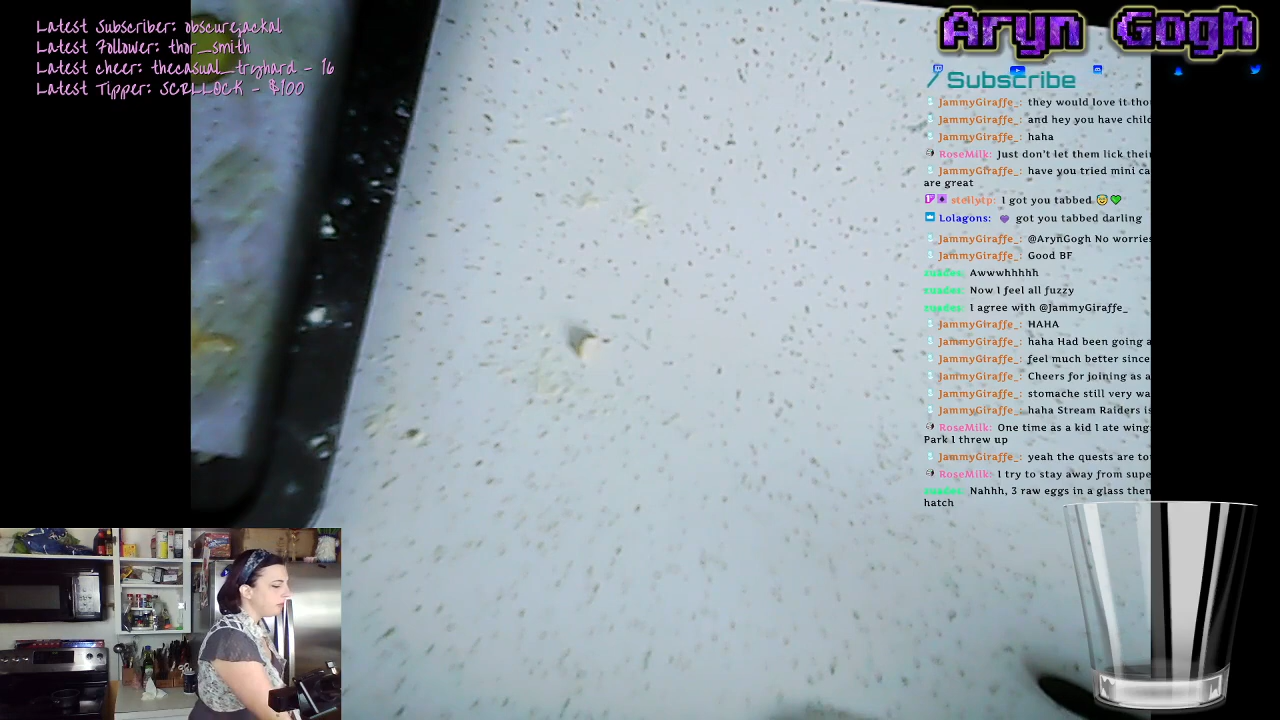 Latest Subscriber: obscurejackal
Latest Follower: thor_smith
Latest cheer: thecasual_tryhard - 16
Latest Tipper: SCRLLOCK - $100
Aryn Gogh
/ Subscribe
JammyGiraffe_: they would love it tho
JammyGiraffe_: and hey you have child
JammyGiraffe_: haha
RoseMilk: Just don't let them lick their
JammyGiraffe_: have you tried mini ca
are great
stellytp: I got you tabbed
Lolagons: got you tabbed darling
JammyGiraffe_: @ArynGogh No worries
JammyGiraffe_: Good BF
Awwwhhhhh
Now I feel all fuzzy
I agree with @JammyGiraffe_
JammyGiraffe_: HAHA
JammyGiraffe_: haha Had been going a
JammyGiraffe_: feel much better since
JammyGiraffe_: Cheers for joining as a
JammyGiraffe_: stomache still very wa
JammyGiraffe_: haha Stream Raiders is
RoseMilk: One time as a kid I ate wing
Park I threw up
JammyGiraffe_: yeah the quests are to
RoseMilk: I try to stay away from supe
Nahhh, 3 raw eggs in a glass then
hatch